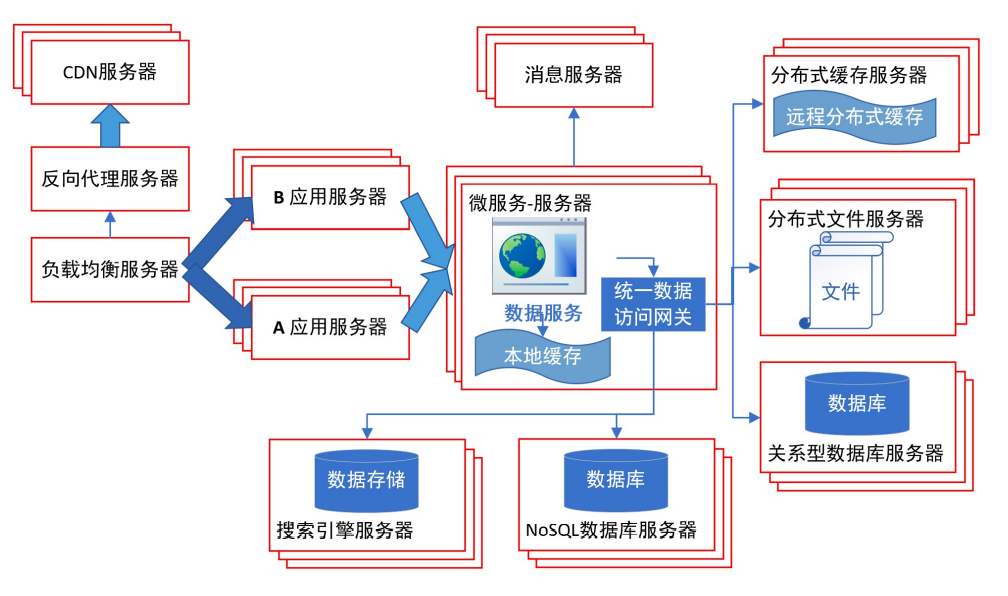 CDN服务器
反向代理服务器
负载均衡服务器
B 应用服务器
A 应用服务器
消息服务器
微服务-服务器
数据服务
本地缓存
统一数据
访问网关
分布式缓存服务器
远程分布式缓存
分布式文件服务器
文件
数据库
关系型数据库服务器
数据存储
搜索引擎服务器
数据库
NoSQL数据库服务器